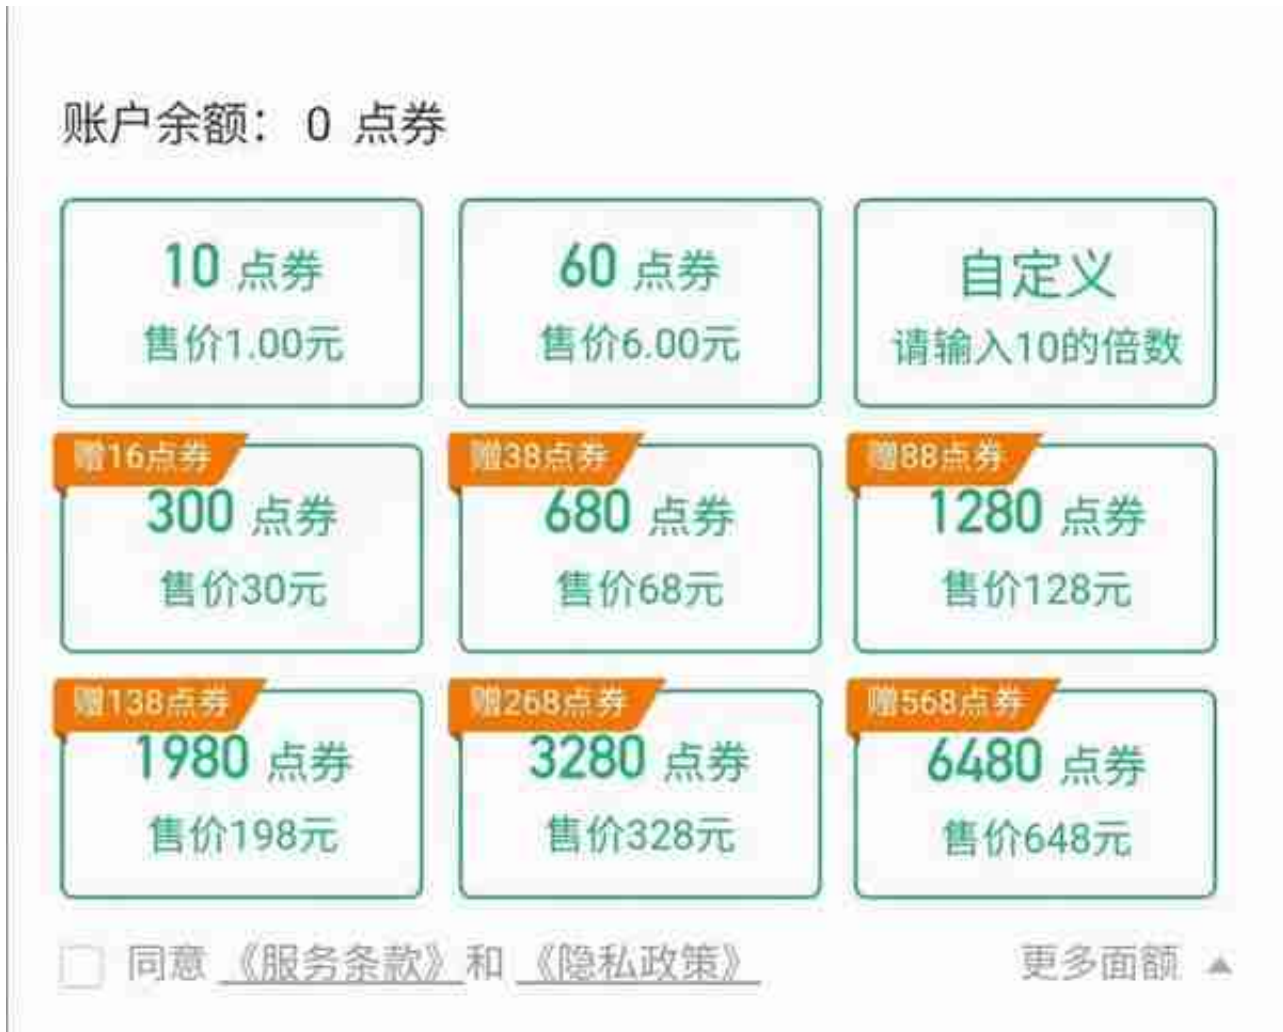 账户余额： 0 点券
10 点券
售价1.00元
60 点券
售价6.00元
自定义
请输入10的倍数
赠16点券
300 点券
售价30元
赠38点券
680 点券
售价68元
赠88点券
1280 点券
售价128元
赠138点券
1980 点券
售价198元
赠268点券
3280 点券
售价328元
赠568点券
6480 点券
售价648元
同意 《服务条款》和 《隐私政策》
更多面额